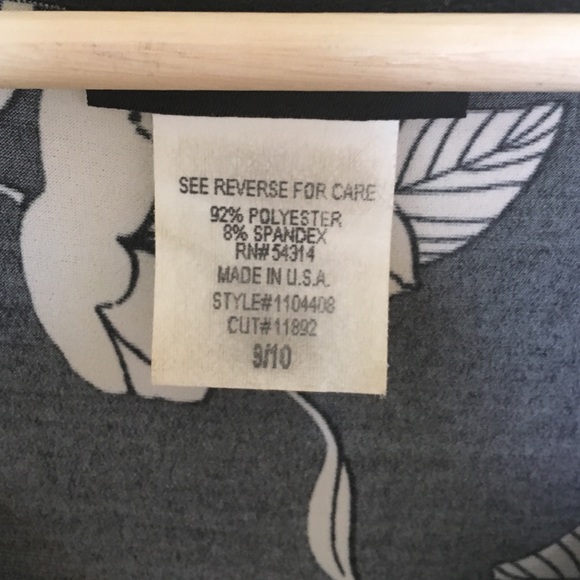 SEE REVERSE FOR CARE
92% POLYESTER
8% SPANDEX
RN# 54314
MADE IN U.S.A.
STYLE#1104408
CUT#11892
9/10